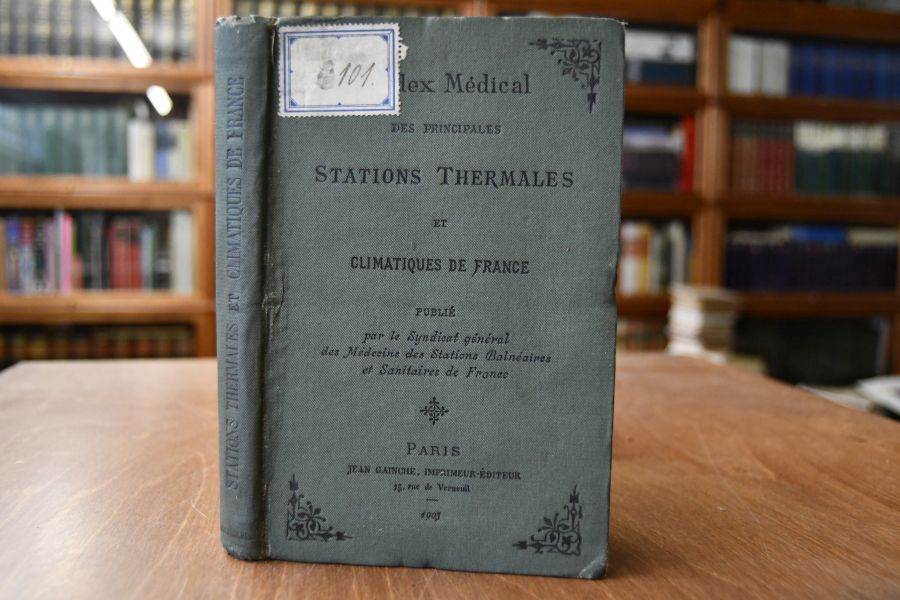 STATIONS THERMALES ET CLIMATIQUES DE FRANCE
101.
dex Médical
DES PRINCIPALES
STATIONS THERMALES
ET
CLIMATIQUES DE FRANCE
PUBLIÉ
par le Syndicat général
des Médecins des Stations Balnéaires
et Sanitaires de France
PARIS
JEAN GAINCHE, IMPRIMEUR-ÉDITEUR
15, rue de Verneuil
1903